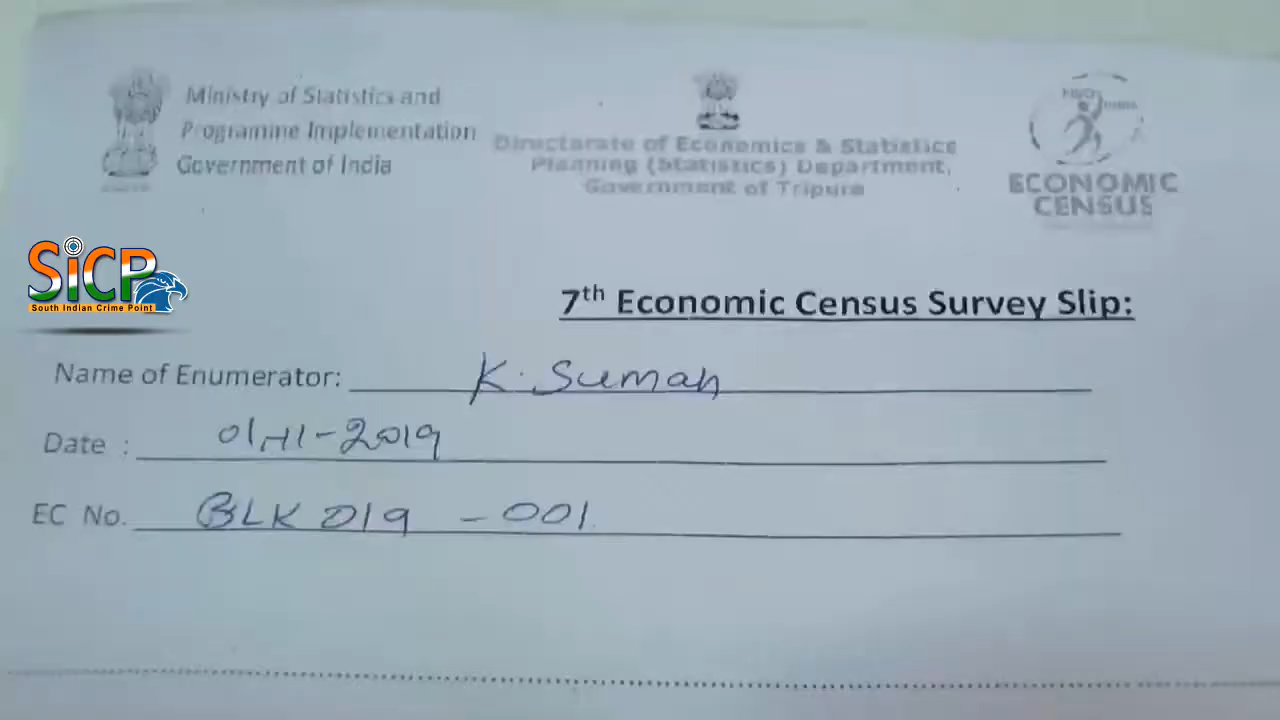 Ministry of Statistics and
Programme Implementation
Government of India
Directorate of Economics & Statistics
Planning (Statistics) Department,
Government of Tripura
ECONOMIC
CENSUS
SiCP
South Indian Crime Point
7th Economic Census Survey Slip:
Name of Enumerator: K. Suman
Date : 01-11-2019
EC No. BLK 019 - 001